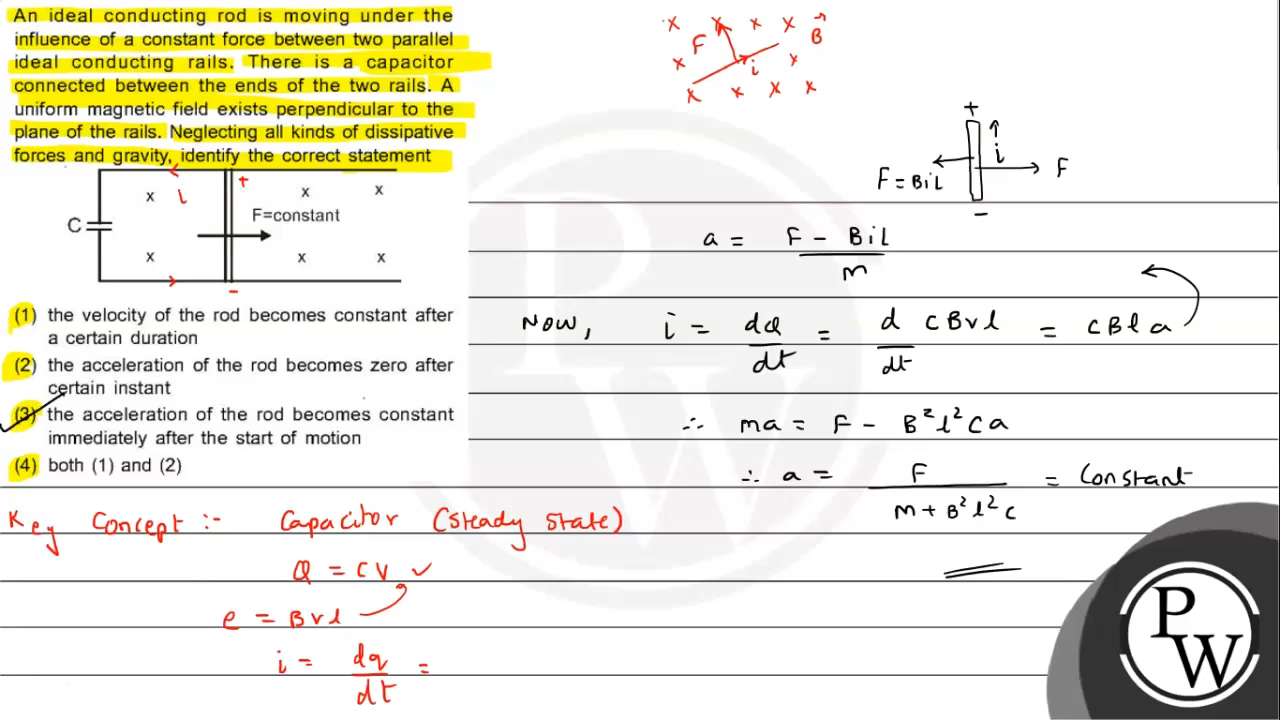 An ideal conducting rod is moving under the
influence of a constant force between two parallel
ideal conducting rails. There is a capacitor
connected between the ends of the two rails. A
uniform magnetic field exists perpendicular to the
plane of the rails. Neglecting all kinds of dissipative
forces and gravity, identify the correct statement
x x x
i +
C
F=constant
x x x
-
(1) the velocity of the rod becomes constant after
a certain duration
(2) the acceleration of the rod becomes zero after
certain instant
(3) the acceleration of the rod becomes constant
immediately after the start of motion
(4) both (1) and (2)
Key Concept :- Capacitor (steady state)
Q = CV ✓
e = Bvl
i = dq/dt =
x x x x B⃗
F
x i x
x x x x
+
i
F = Bil F
-
a = F - Bil / m
Now, i = dQ/dt = d/dt CBvl = CBla
∴ ma = F - B²l²Ca
∴ a = F / m + B²l²C = Constant
P
W
PW